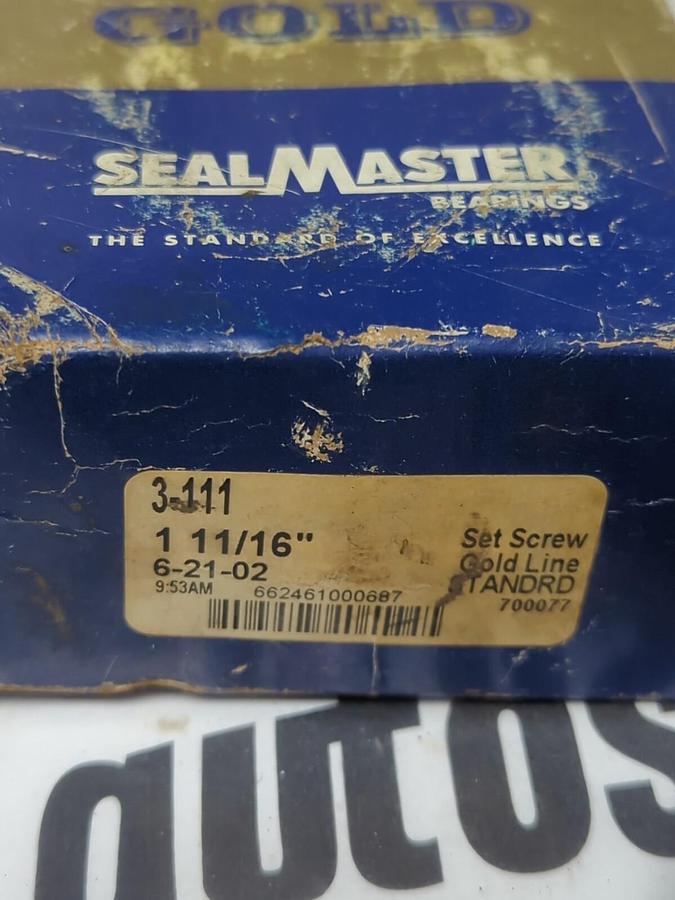 GOLD
SEALMASTER
BEARINGS
THE STANDARD OF EXCELLENCE
3-111
1 11/16"
Set Screw
6-21-02
Gold Line
9:53AM
662461000687
STANDRD
700077
autos